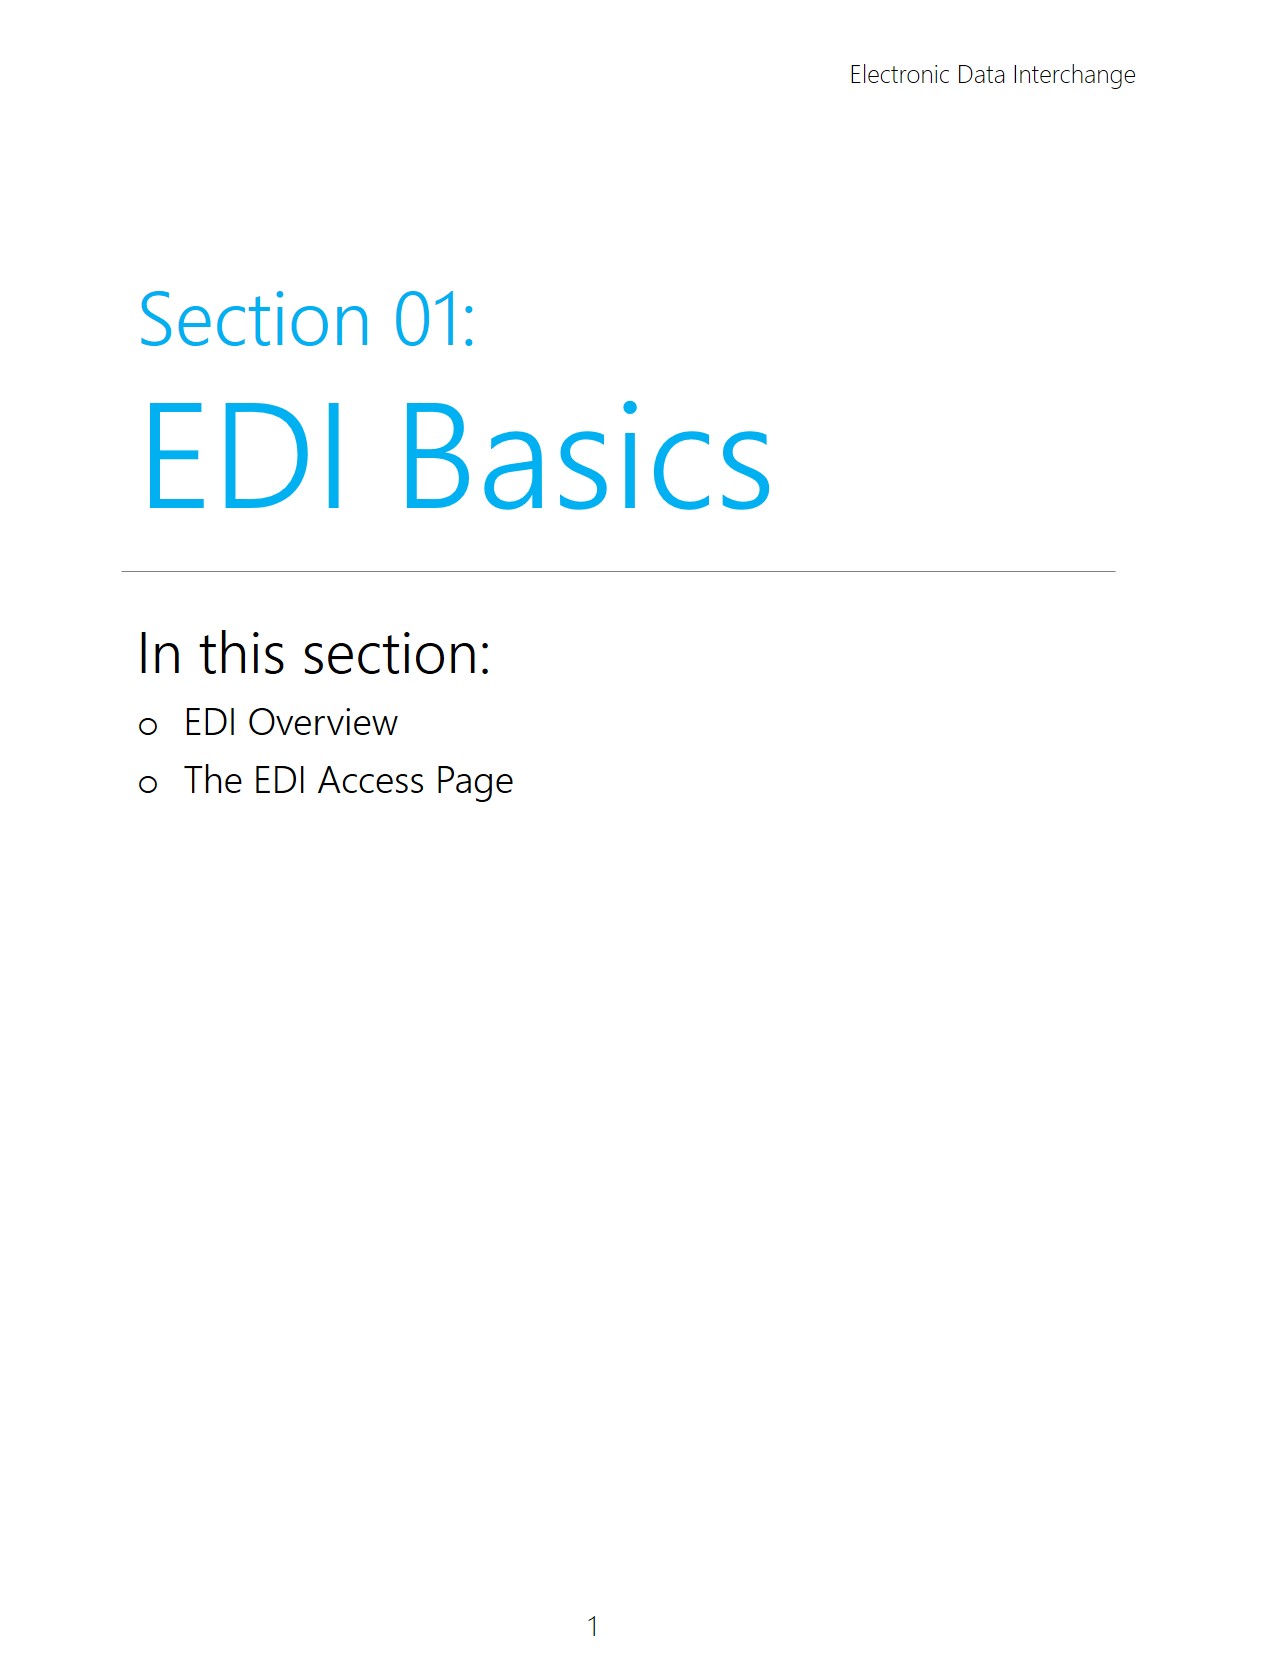 Electronic Data Interchange
Section 01:
EDI Basics
In this section:
o EDI Overview
o The EDI Access Page
1